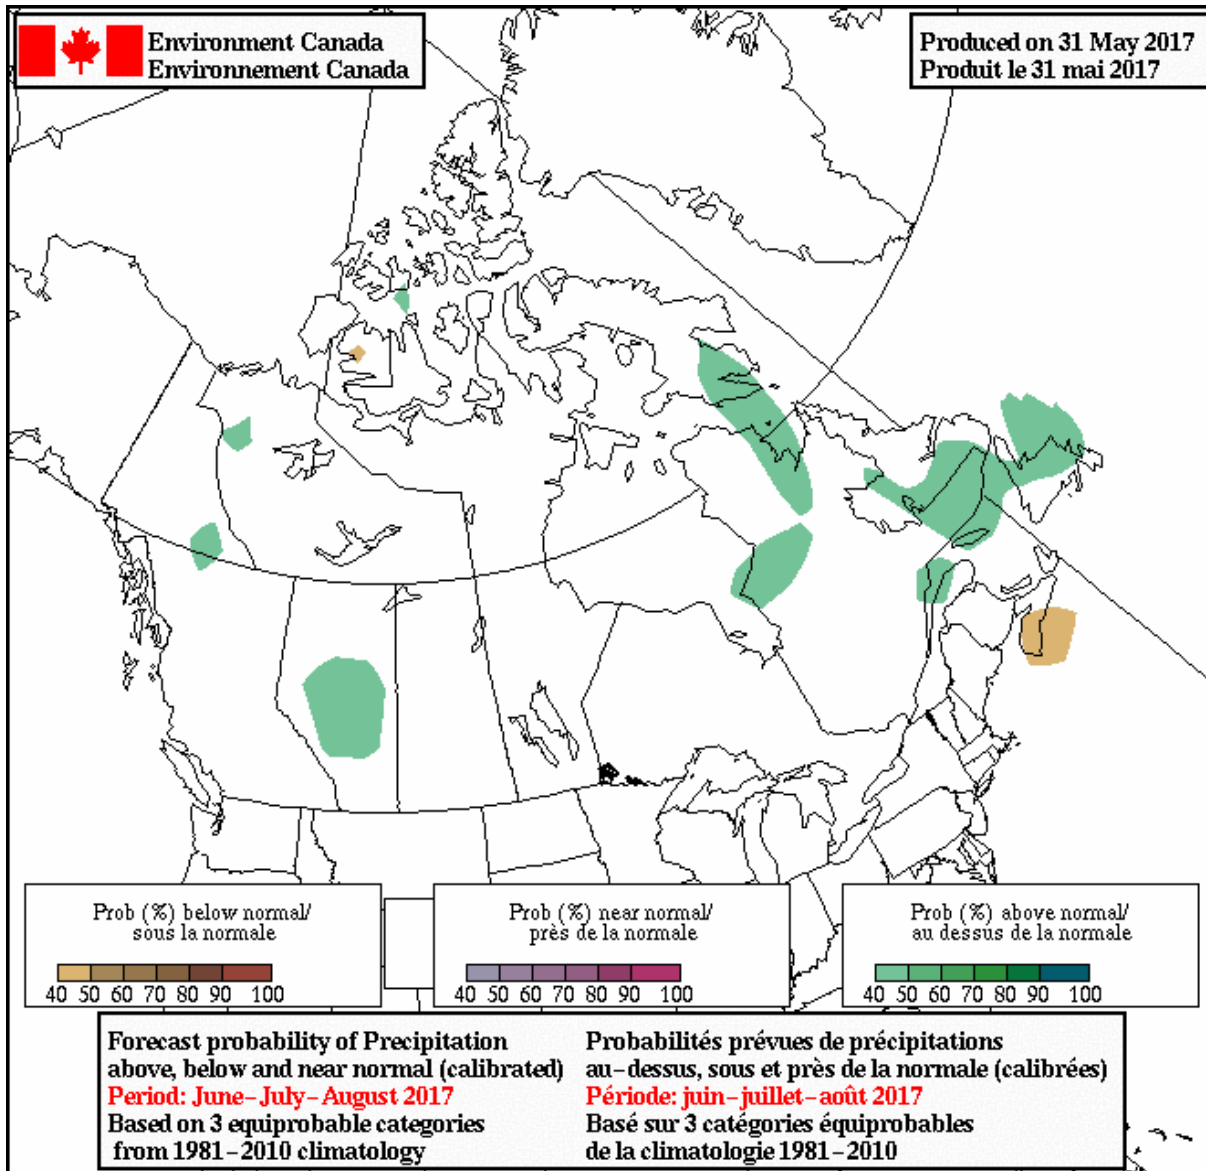 Environment Canada
Environnement Canada
Produced on 31 May 2017
Produit le 31 mai 2017
Prob (%) below normal/
sous la normale
40 50 60 70 80 90 100
Prob (%) near normal/
près de la normale
40 50 60 70 80 90 100
Prob (%) above normal/
au dessus de la normale
40 50 60 70 80 90 100
Forecast probability of Precipitation
above, below and near normal (calibrated)
Period: June-July-August 2017
Based on 3 equiprobable categories
from 1981-2010 climatology
Probabilités prévues de précipitations
au-dessus, sous et près de la normale (calibrées)
Période: juin-juillet-août 2017
Basé sur 3 catégories équiprobables
de la climatologie 1981-2010